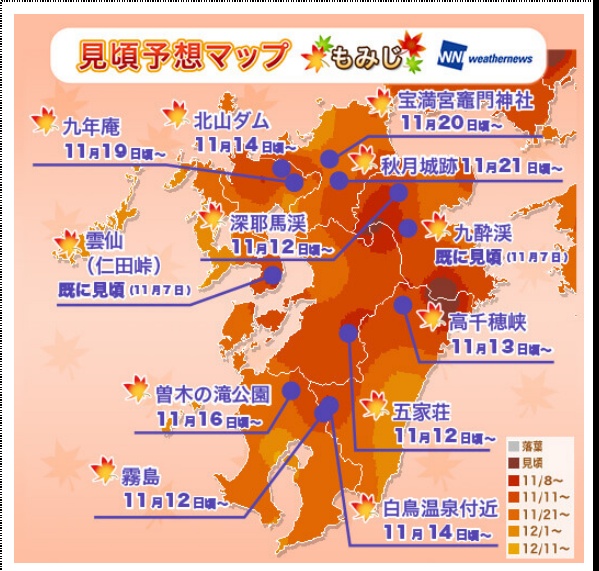 見頃予想マップ もみじ WN weathernews
宝満宮竈門神社
11月20日頃~
北山ダム
11月14日頃~
九年庵
11月19日頃~
秋月城跡11月21日頃~
深耶馬渓
11月12日頃~
九酔渓
既に見頃(11月7日)
雲仙
(仁田峠)
既に見頃(11月7日)
高千穂峡
11月13日頃~
曽木の滝公園
11月16日頃~
五家荘
11月12日頃~
霧島
11月12日頃~
白鳥温泉付近
11月14日頃~
落葉
見頃
11/8~
11/11~
11/21~
12/1~
12/11~